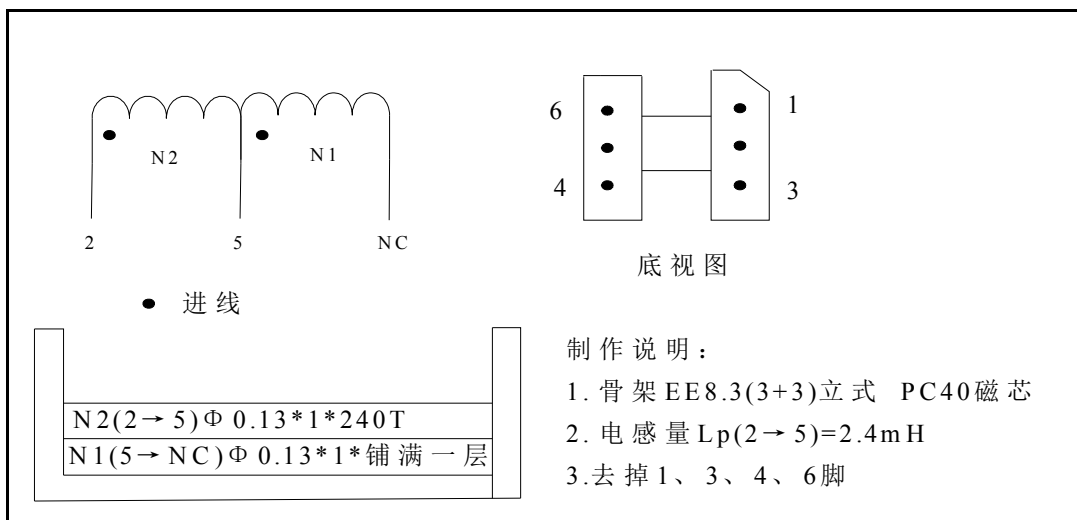 N2 N1
2 5 NC
进线
6 1
4 3
底视图
N2(2→5)Φ0.13*1*240T
N1(5→NC)Φ0.13*1*铺满一层
制作说明：
1.骨架EE8.3(3+3)立式 PC40磁芯
2.电感量Lp(2→5)=2.4mH
3.去掉1、3、4、6脚